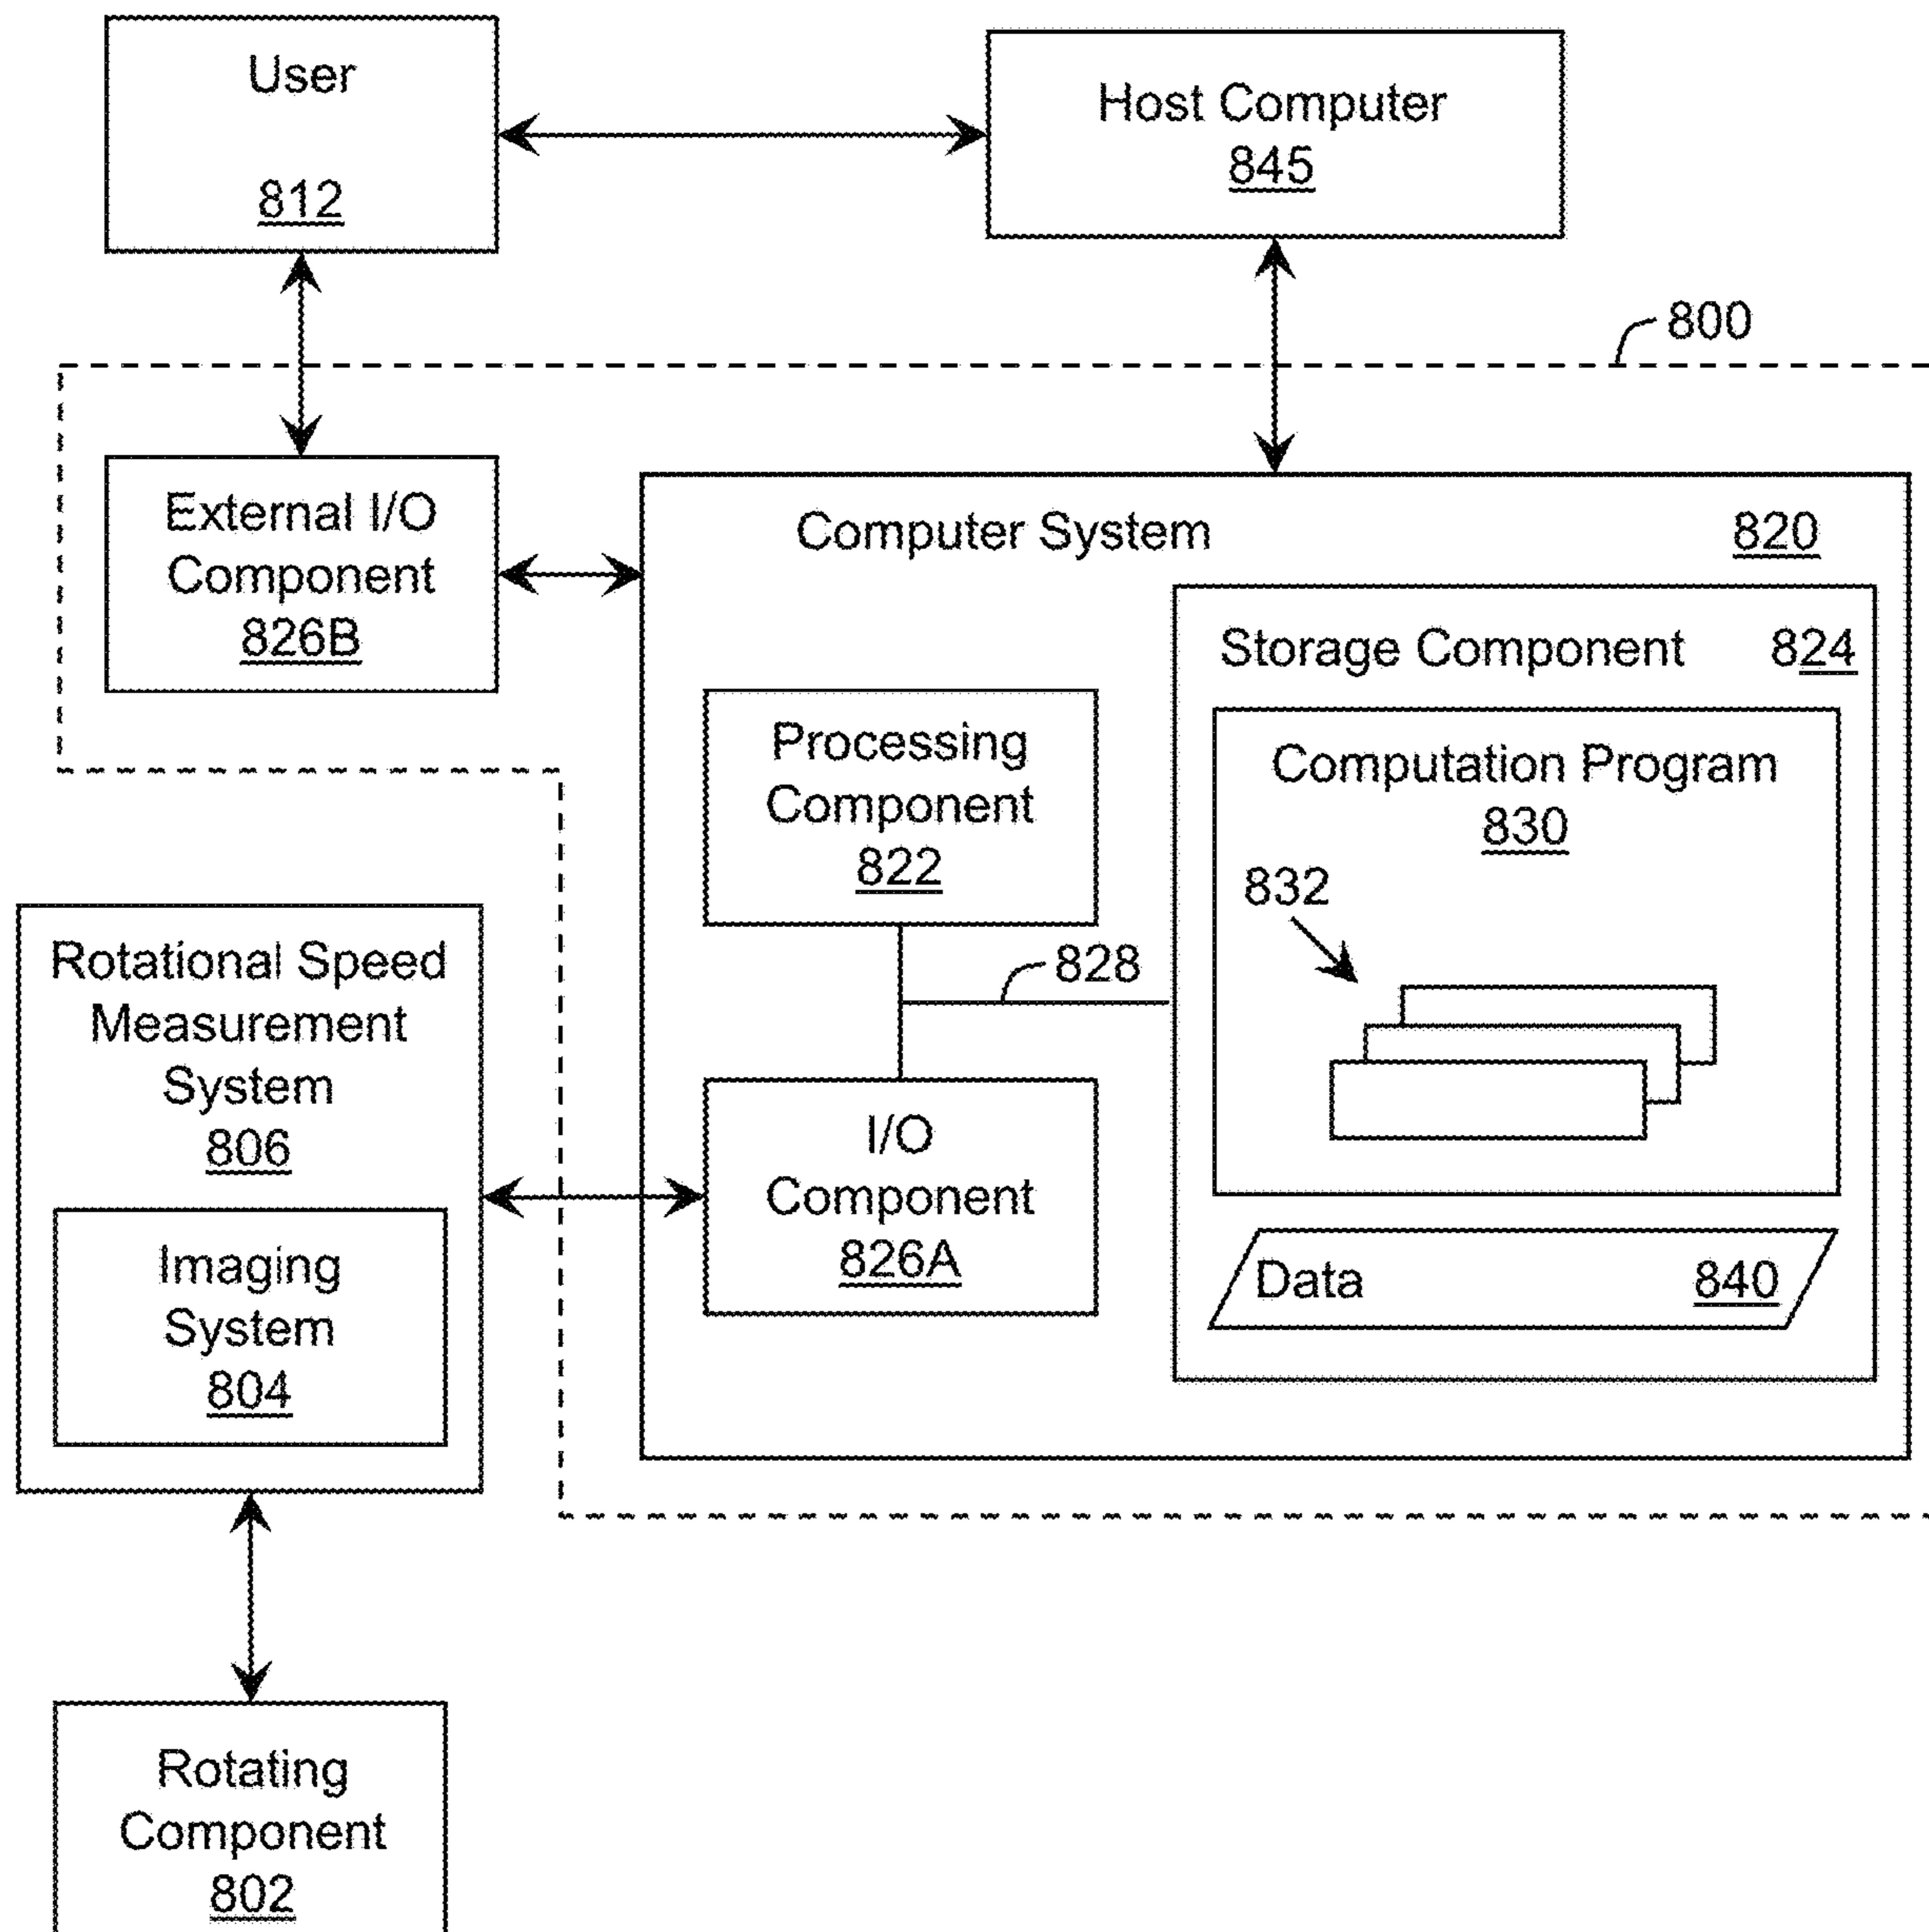 User
812
Host Computer
845
800
External I/O
Component
826B
Computer System
820
Storage Component
824
Processing
Component
822
Computation Program
830
832
828
Rotational Speed
Measurement
System
806
I/O
Component
826A
Imaging
System
804
Data
840
Rotating
Component
802